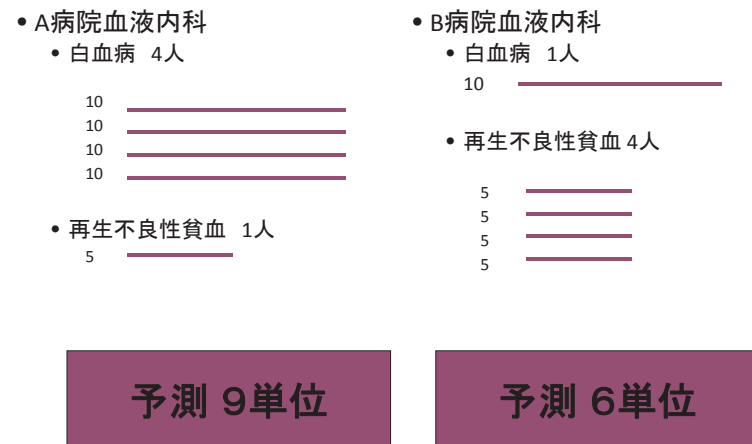 • A病院血液内科
• 白血病 4人
10
10
10
10
• 再生不良性貧血 1人
5
予測 9単位
• B病院血液内科
• 白血病 1人
10
• 再生不良性貧血 4人
5
5
5
5
予測 6単位